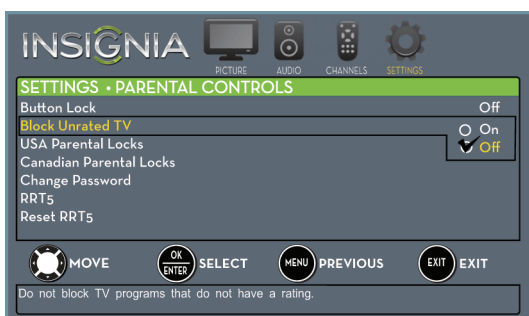 INSIGNIA
PICTURE AUDIO CHANNELS SETTINGS
SETTINGS • PARENTAL CONTROLS
Button Lock Off
Block Unrated TV On
USA Parental Locks Off
Canadian Parental Locks
Change Password
RRT5
Reset RRT5
MOVE OK ENTER SELECT MENU PREVIOUS EXIT EXIT
Do not block TV programs that do not have a rating.